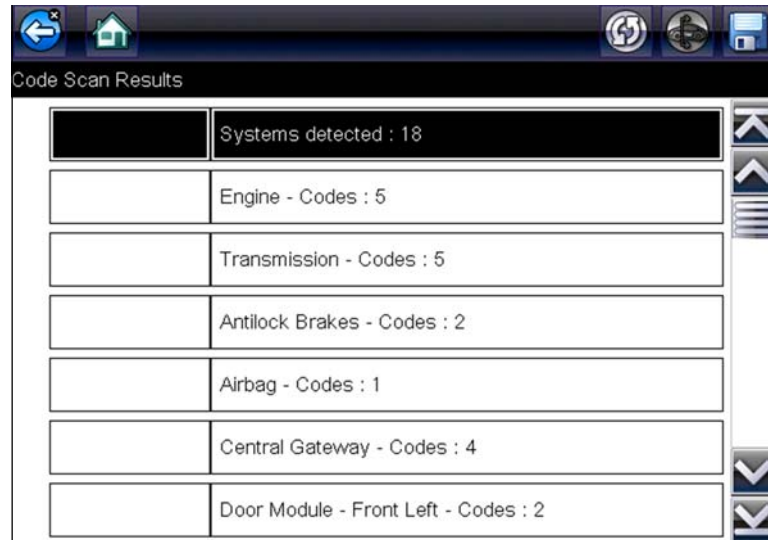 Code Scan Results
Systems detected : 18
Engine - Codes : 5
Transmission - Codes : 5
Antilock Brakes - Codes : 2
Airbag - Codes : 1
Central Gateway - Codes : 4
Door Module - Front Left - Codes : 2